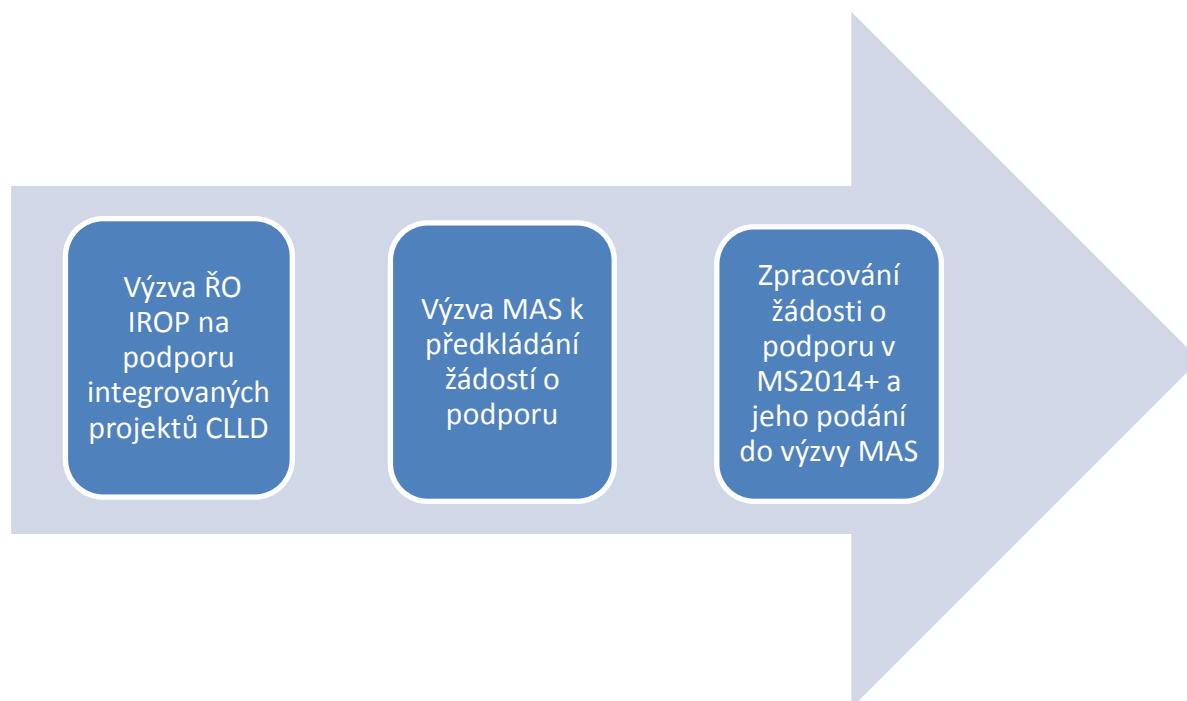 Výzva ŘO
IROP na
podporu
integrovaných
projektů CLLD
Výzva MAS k
předkládání
žádostí o
podporu
Zpracování
žádosti o
podporu v
MS2014+ a
jeho podání
do výzvy MAS